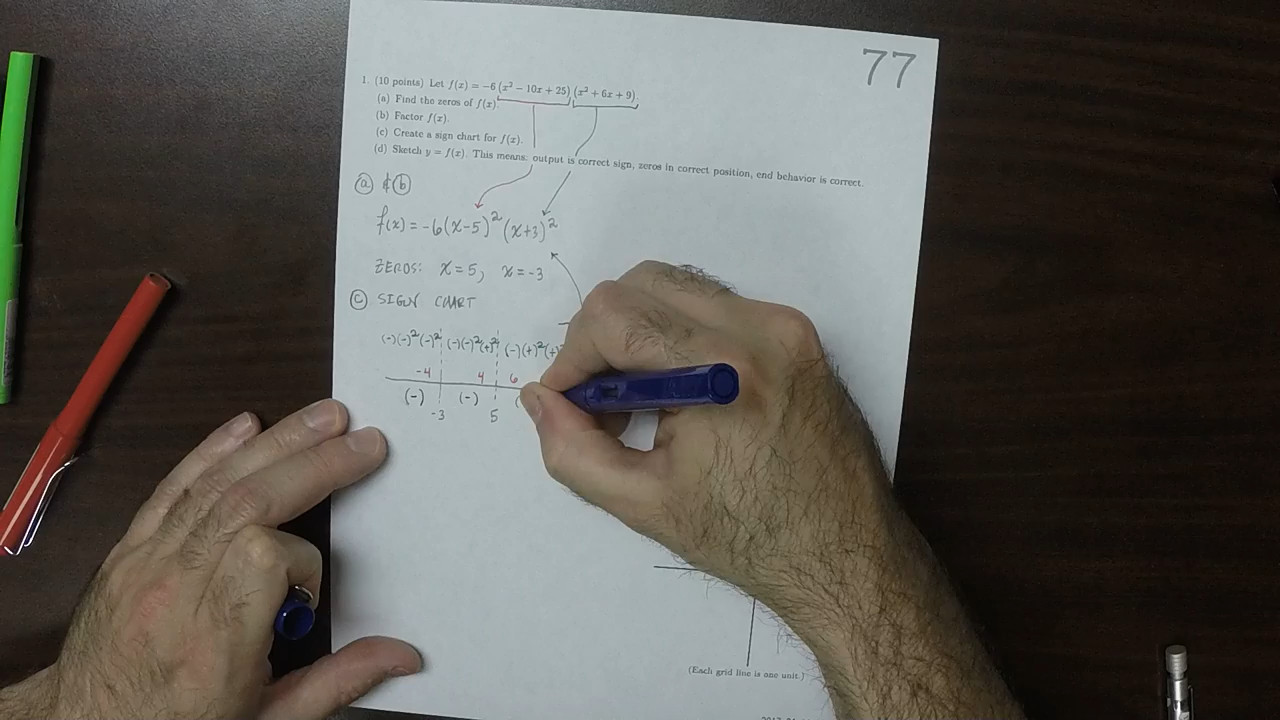 77
1. (10 points) Let f(x) = −6 (x² − 10x + 25) (x² + 6x + 9).
(a) Find the zeros of f(x).
(b) Factor f(x).
(c) Create a sign chart for f(x).
(d) Sketch y = f(x). This means: output is correct sign, zeros in correct position, end behavior is correct.
(a) & (b)
f(x) = -6(x-5)² (x+3)²
ZEROS: x = 5, x = -3
(c) SIGN CHART
(-)(-)²(-)² (-)(-)²(+)² (-)(+)²(+)
-4 4 6
(-) (-) (
-3 5
(Each grid line is one unit.)